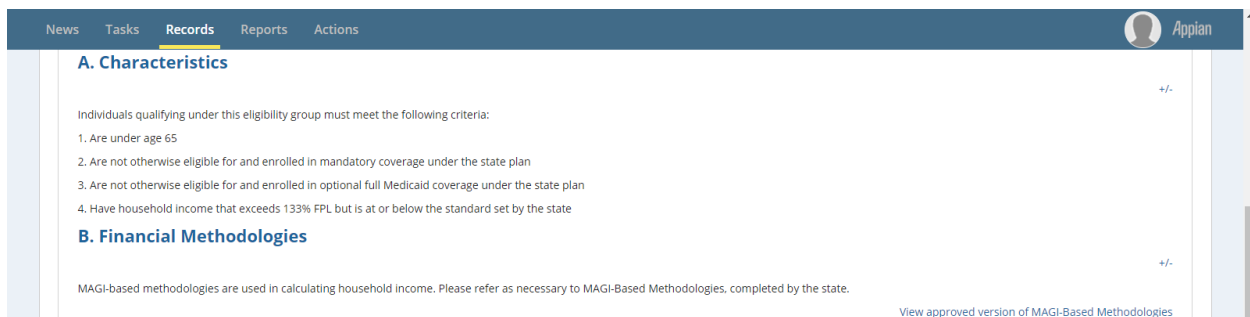 News Tasks Records Reports Actions Appian
A. Characteristics
+/-
Individuals qualifying under this eligibility group must meet the following criteria:
1. Are under age 65
2. Are not otherwise eligible for and enrolled in mandatory coverage under the state plan
3. Are not otherwise eligible for and enrolled in optional full Medicaid coverage under the state plan
4. Have household income that exceeds 133% FPL but is at or below the standard set by the state
B. Financial Methodologies
+/-
MAGI-based methodologies are used in calculating household income. Please refer as necessary to MAGI-Based Methodologies, completed by the state.
View approved version of MAGI-Based Methodologies